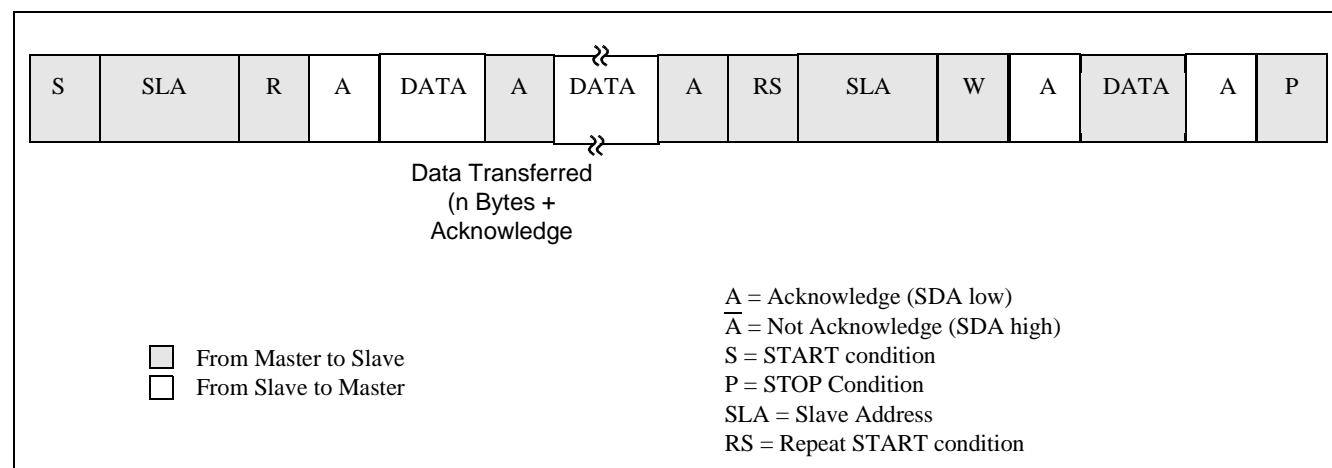 S SLA R A DATA A DATA A RS SLA W A DATA A P
Data Transferred
(n Bytes +
Acknowledge
From Master to Slave
From Slave to Master
A = Acknowledge (SDA low)
A̅ = Not Acknowledge (SDA high)
S = START condition
P = STOP Condition
SLA = Slave Address
RS = Repeat START condition